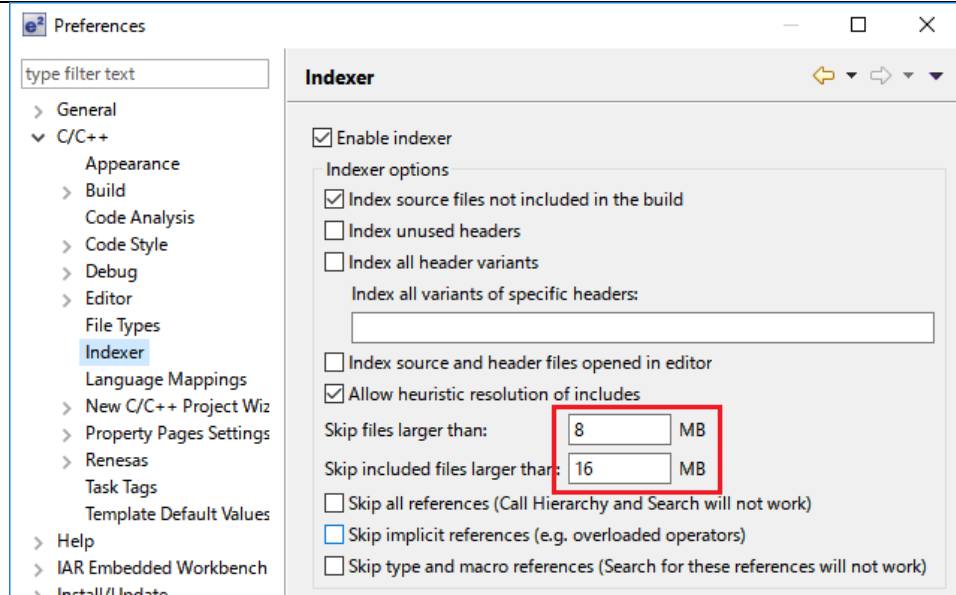 e² Preferences
type filter text
Indexer
General
C/C++
Appearance
Build
Code Analysis
Code Style
Debug
Editor
File Types
Indexer
Language Mappings
New C/C++ Project Wiz
Property Pages Settings
Renesas
Task Tags
Template Default Values
Help
IAR Embedded Workbench
Install/Update
Enable indexer
Indexer options
Index source files not included in the build
Index unused headers
Index all header variants
Index all variants of specific headers:
Index source and header files opened in editor
Allow heuristic resolution of includes
Skip files larger than: 8 MB
Skip included files larger than: 16 MB
Skip all references (Call Hierarchy and Search will not work)
Skip implicit references (e.g. overloaded operators)
Skip type and macro references (Search for these references will not work)